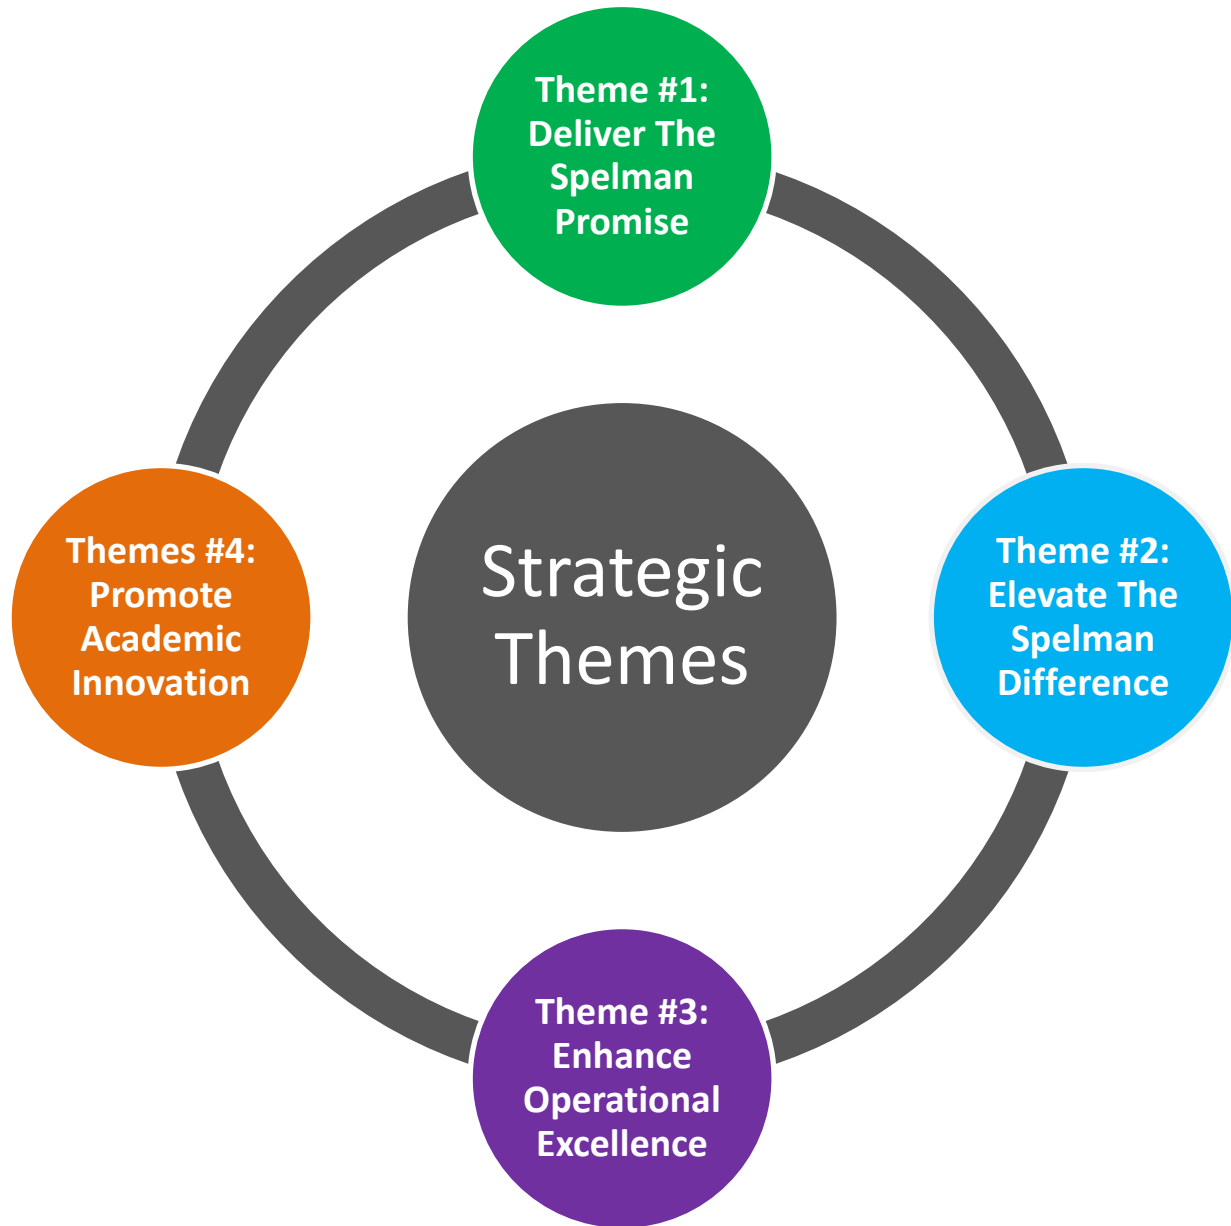 Theme #1:
Deliver The
Spelman
Promise
Themes #4:
Promote
Academic
Innovation
Strategic
Themes
Theme #2:
Elevate The
Spelman
Difference
Theme #3:
Enhance
Operational
Excellence